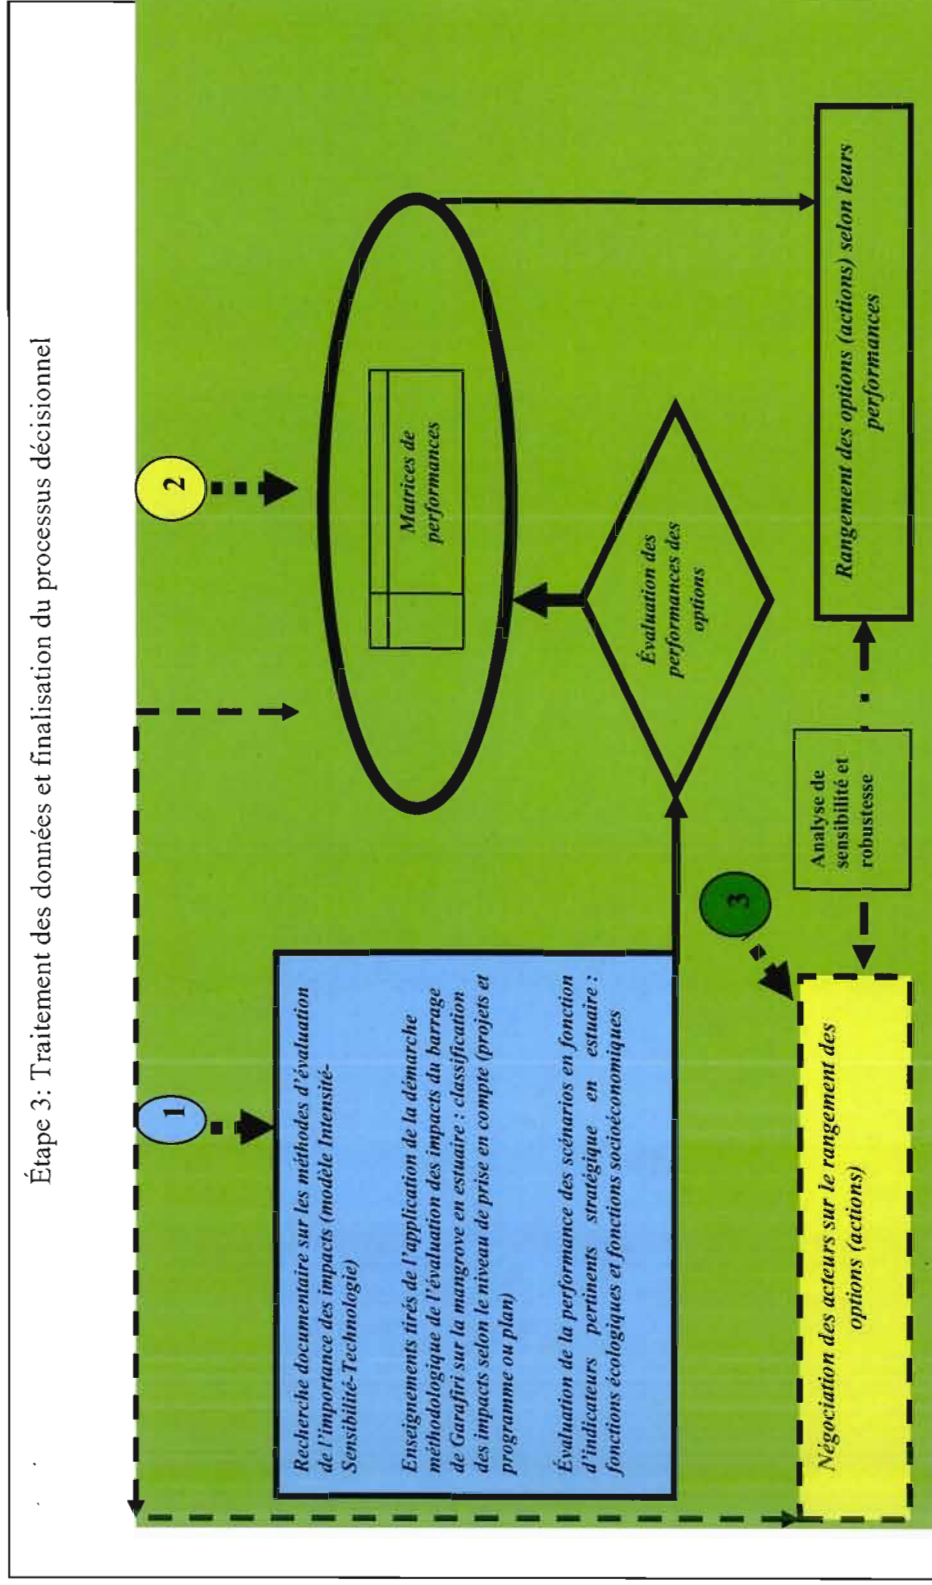 Étape 3: Traitement des données et finalisation du processus décisionnel
1
Recherche documentaire sur les méthodes d'évaluation
de l'importance des impacts (modèle Intensité-
Sensibilité-Technologie)
Enseignements tirés de l'application de la démarche
méthodologique de l'évaluation des impacts du barrage
de Garafiri sur la mangrove en estuaire : classification
des impacts selon le niveau de prise en compte (projets et
programme ou plan)
Évaluation de la performance des scénarios en fonction
d'indicateurs pertinents stratégique en estuaire :
fonctions écologiques et fonctions socioéconomiques
2
Matrices de
performances
Évaluation des
performances des
options
3
Négociation des acteurs sur le rangement des
options (actions)
Analyse de
sensibilité et
robustesse
Rangement des options (actions) selon leurs
performances